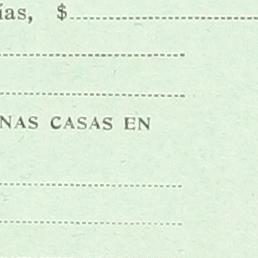 ías, $
NAS CASAS EN